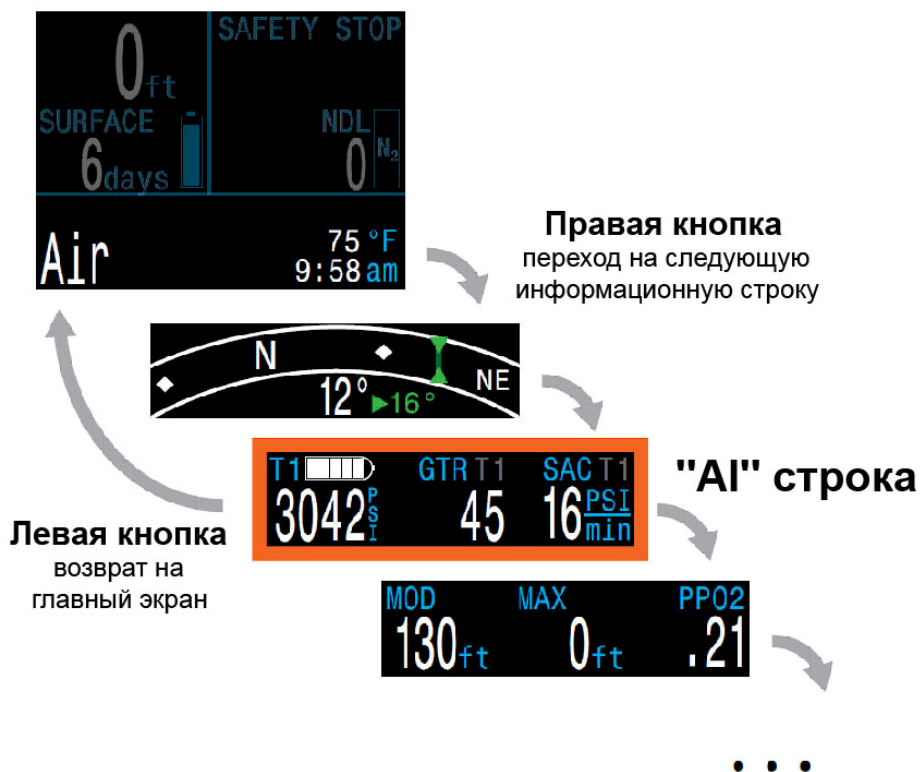 SAFETY STOP
0ft
SURFACE
NDL
6days
0
N₂
Air
75 °F
9:58 am
Правая кнопка
переход на следующую
информационную строку
N
NE
12° ►16°
T1 GTR T1 SAC T1
3042 PSI 45 16 PSI/min
"AI" строка
Левая кнопка
возврат на
главный экран
MOD MAX PPO2
130ft 0ft .21
• • •